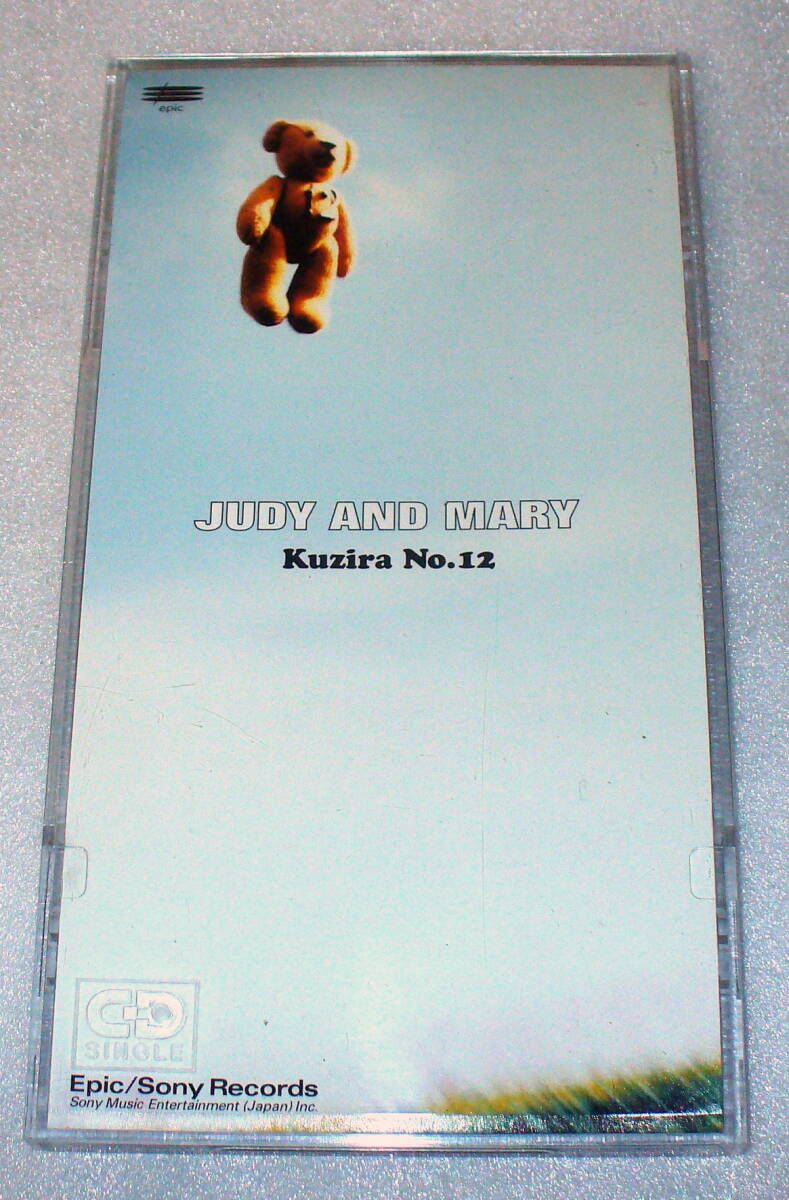 epic
JUDY AND MARY
Kuzira No.12
CD
SINGLE
Epic/Sony Records
Sony Music Entertainment (Japan) Inc.